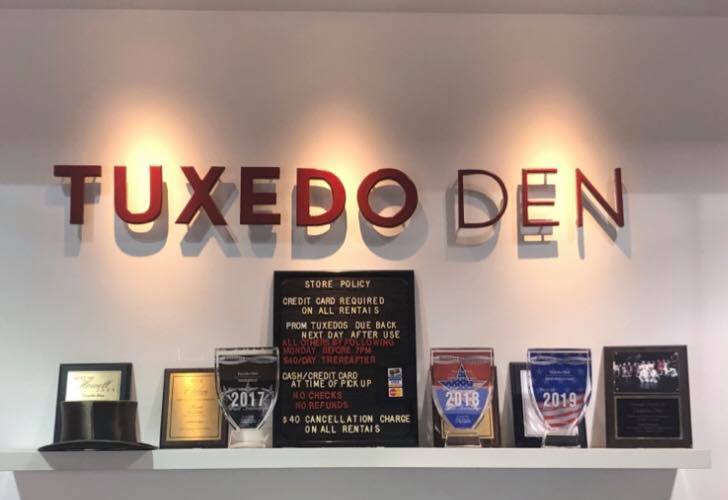 TUXEDO DEN
STORE POLICY
CREDIT CARD REQUIRED
ON ALL RENTALS
PROM TUXEDOS DUE BACK
NEXT DAY AFTER USE
ALL OTHERS BY FOLLOWING
MONDAY BEFORE 7PM
$40/DAY THEREAFTER
CASH/CREDIT CARD
AT TIME OF PICK UP
NO CHECKS
NO REFUNDS
$40 CANCELLATION CHARGE
ON ALL RENTALS
2017
2018
2019